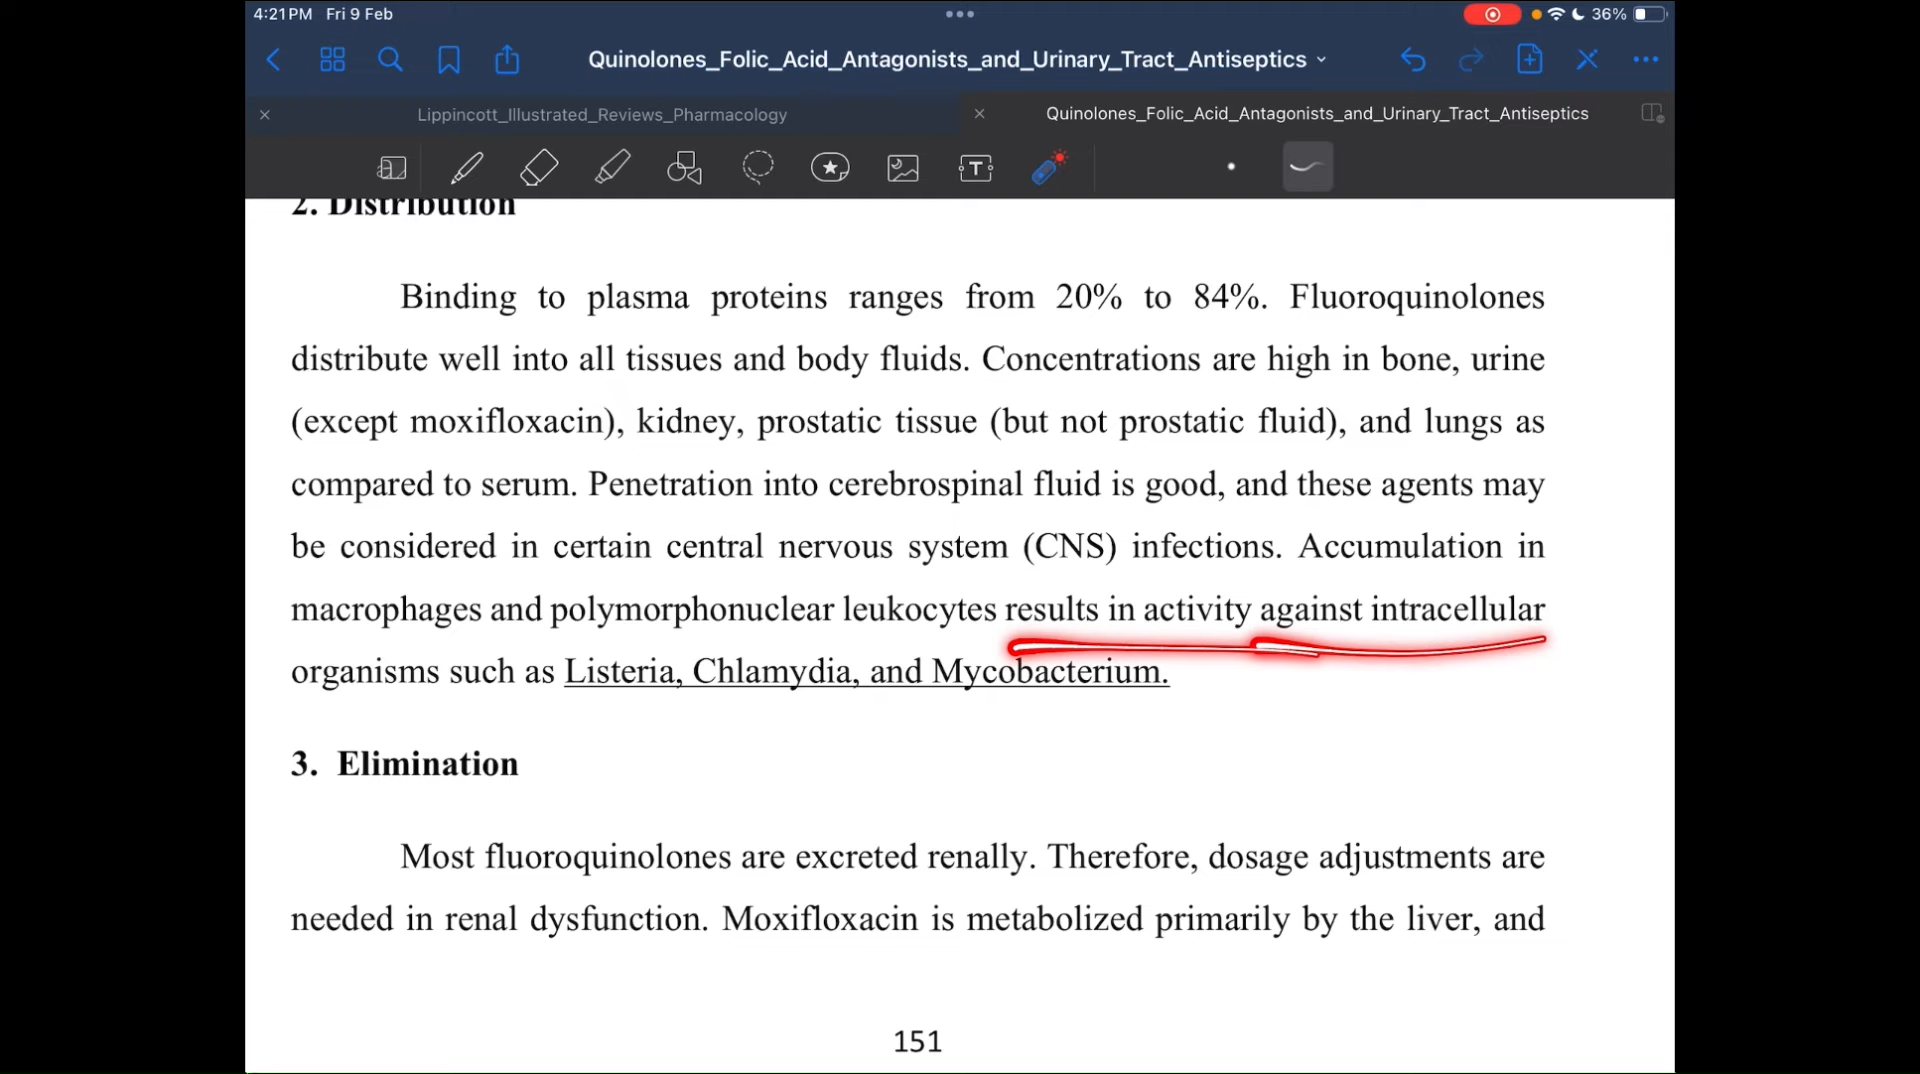 4:21 PM Fri 9 Feb
36%
Quinolones_Folic_Acid_Antagonists_and_Urinary_Tract_Antiseptics
Lippincott_Illustrated_Reviews_Pharmacology
Quinolones_Folic_Acid_Antagonists_and_Urinary_Tract_Antiseptics
2. Distribution
Binding to plasma proteins ranges from 20% to 84%. Fluoroquinolones
distribute well into all tissues and body fluids. Concentrations are high in bone, urine
(except moxifloxacin), kidney, prostatic tissue (but not prostatic fluid), and lungs as
compared to serum. Penetration into cerebrospinal fluid is good, and these agents may
be considered in certain central nervous system (CNS) infections. Accumulation in
macrophages and polymorphonuclear leukocytes results in activity against intracellular
organisms such as Listeria, Chlamydia, and Mycobacterium.
3. Elimination
Most fluoroquinolones are excreted renally. Therefore, dosage adjustments are
needed in renal dysfunction. Moxifloxacin is metabolized primarily by the liver, and
151